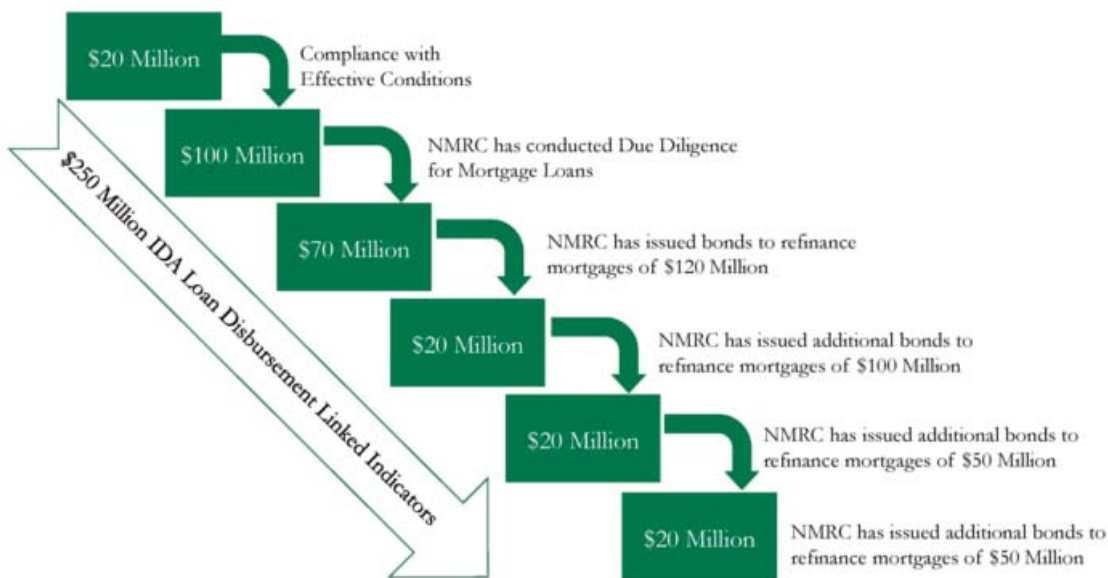 $20 Million
Compliance with
Effective Conditions
$100 Million
NMRC has conducted Due Diligence
for Mortgage Loans
$70 Million
NMRC has issued bonds to refinance
mortgages of $120 Million
$20 Million
NMRC has issued additional bonds to
refinance mortgages of $100 Million
$20 Million
NMRC has issued additional bonds to
refinance mortgages of $50 Million
$20 Million
NMRC has issued additional bonds to
refinance mortgages of $50 Million
$250 Million IDA Loan Disbursement Linked Indicators